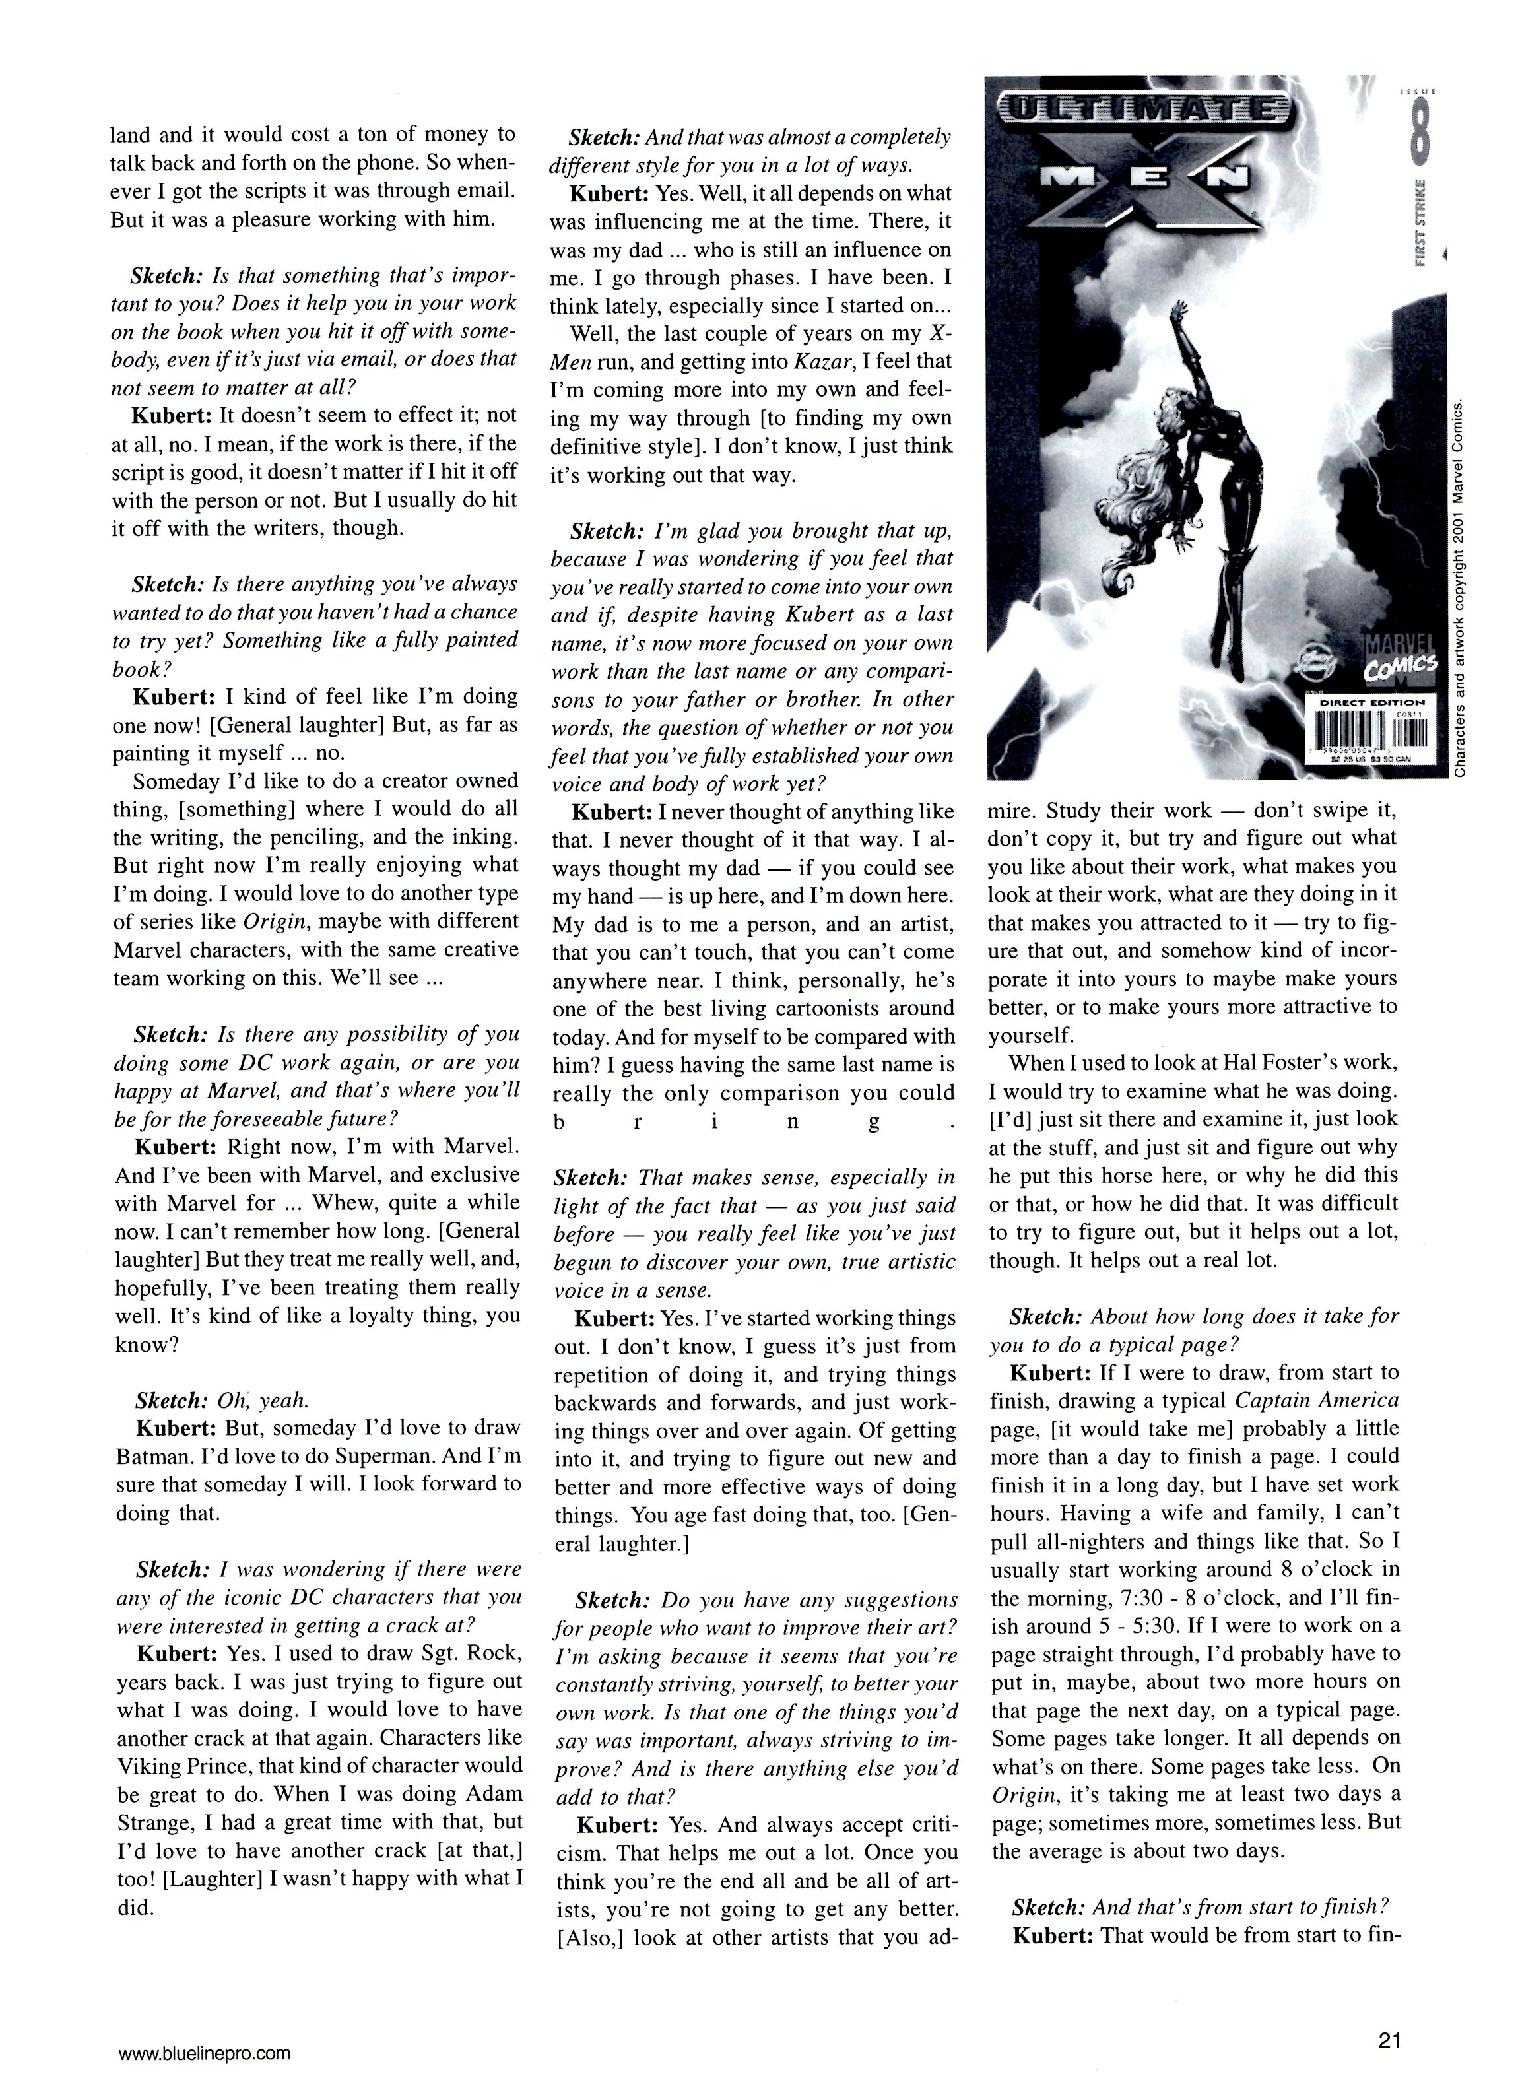 land and it would cost a ton of money to
talk back and forth on the phone. So when-
ever I got the scripts it was through email.
But it was a pleasure working with him.
Sketch: Is that something that's impor-
tant to you? Does it help you in your work
on the book when you hit it off with some-
body, even if it's just via email, or does that
not seem to matter at all?
Kubert: It doesn't seem to effect it; not
at all, no. I mean, if the work is there, if the
script is good, it doesn't matter if I hit it off
with the person or not. But I usually do hit
it off with the writers, though.
Sketch: Is there anything you've always
wanted to do that you haven't had a chance
to try yet? Something like a fully painted
book?
Kubert: I kind of feel like I'm doing
one now! [General laughter] But, as far as
painting it myself ... no.
Someday I'd like to do a creator owned
thing, [something] where I would do all
the writing, the penciling, and the inking.
But right now I'm really enjoying what
I'm doing. I would love to do another type
of series like Origin, maybe with different
Marvel characters, with the same creative
team working on this. We'll see ...
Sketch: Is there any possibility of you
doing some DC work again, or are you
happy at Marvel, and that's where you'll
be for the foreseeable future?
Kubert: Right now, I'm with Marvel.
And I've been with Marvel, and exclusive
with Marvel for ... Whew, quite a while
now. I can't remember how long. [General
laughter] But they treat me really well, and,
hopefully, I've been treating them really
well. It's kind of like a loyalty thing, you
know?
Sketch: Oh, yeah.
Kubert: But, someday I'd love to draw
Batman. I'd love to do Superman. And I'm
sure that someday I will. I look forward to
doing that.
Sketch: I was wondering if there were
any of the iconic DC characters that you
were interested in getting a crack at?
Kubert: Yes. I used to draw Sgt. Rock,
years back. I was just trying to figure out
what I was doing. I would love to have
another crack at that again. Characters like
Viking Prince, that kind of character would
be great to do. When I was doing Adam
Strange, I had a great time with that, but
I'd love to have another crack [at that,]
too! [Laughter] I wasn't happy with what I
did.
Sketch: And that was almost a completely
different style for you in a lot of ways.
Kubert: Yes. Well, it all depends on what
was influencing me at the time. There, it
was my dad ... who is still an influence on
me. I go through phases. I have been. I
think lately, especially since I started on...
Well, the last couple of years on my X-
Men run, and getting into Kazar, I feel that
I'm coming more into my own and feel-
ing my way through [to finding my own
definitive style]. I don't know, I just think
it's working out that way.
Sketch: I'm glad you brought that up,
because I was wondering if you feel that
you've really started to come into your own
and if, despite having Kubert as a last
name, it's now more focused on your own
work than the last name or any compari-
sons to your father or brother. In other
words, the question of whether or not you
feel that you've fully established your own
voice and body of work yet?
Kubert: I never thought of anything like
that. I never thought of it that way. I al-
ways thought my dad — if you could see
my hand — is up here, and I'm down here.
My dad is to me a person, and an artist,
that you can't touch, that you can't come
anywhere near. I think, personally, he's
one of the best living cartoonists around
today. And for myself to be compared with
him? I guess having the same last name is
really the only comparison you could
b r i n g .
Sketch: That makes sense, especially in
light of the fact that — as you just said
before — you really feel like you've just
begun to discover your own, true artistic
voice in a sense.
Kubert: Yes. I've started working things
out. I don't know, I guess it's just from
repetition of doing it, and trying things
backwards and forwards, and just work-
ing things over and over again. Of getting
into it, and trying to figure out new and
better and more effective ways of doing
things. You age fast doing that, too. [Gen-
eral laughter.]
Sketch: Do you have any suggestions
for people who want to improve their art?
I'm asking because it seems that you're
constantly striving, yourself, to better your
own work. Is that one of the things you'd
say was important, always striving to im-
prove? And is there anything else you'd
add to that?
Kubert: Yes. And always accept criti-
cism. That helps me out a lot. Once you
think you're the end all and be all of art-
ists, you're not going to get any better.
[Also,] look at other artists that you ad-
ULTIMATE
X
MEN
ISSUE
8
FIRST STRIKE
MARVEL
COMICS
DIRECT EDITION
00811
$2.25 US $3.50 CAN
Characters and artwork copyright 2001 Marvel Comics.
mire. Study their work — don't swipe it,
don't copy it, but try and figure out what
you like about their work, what makes you
look at their work, what are they doing in it
that makes you attracted to it — try to fig-
ure that out, and somehow kind of incor-
porate it into yours to maybe make yours
better, or to make yours more attractive to
yourself.
When I used to look at Hal Foster's work,
I would try to examine what he was doing.
[I'd] just sit there and examine it, just look
at the stuff, and just sit and figure out why
he put this horse here, or why he did this
or that, or how he did that. It was difficult
to try to figure out, but it helps out a lot,
though. It helps out a real lot.
Sketch: About how long does it take for
you to do a typical page?
Kubert: If I were to draw, from start to
finish, drawing a typical Captain America
page, [it would take me] probably a little
more than a day to finish a page. I could
finish it in a long day, but I have set work
hours. Having a wife and family, I can't
pull all-nighters and things like that. So I
usually start working around 8 o'clock in
the morning, 7:30 - 8 o'clock, and I'll fin-
ish around 5 - 5:30. If I were to work on a
page straight through, I'd probably have to
put in, maybe, about two more hours on
that page the next day, on a typical page.
Some pages take longer. It all depends on
what's on there. Some pages take less. On
Origin, it's taking me at least two days a
page; sometimes more, sometimes less. But
the average is about two days.
Sketch: And that's from start to finish?
Kubert: That would be from start to fin-
www.bluelinepro.com
21